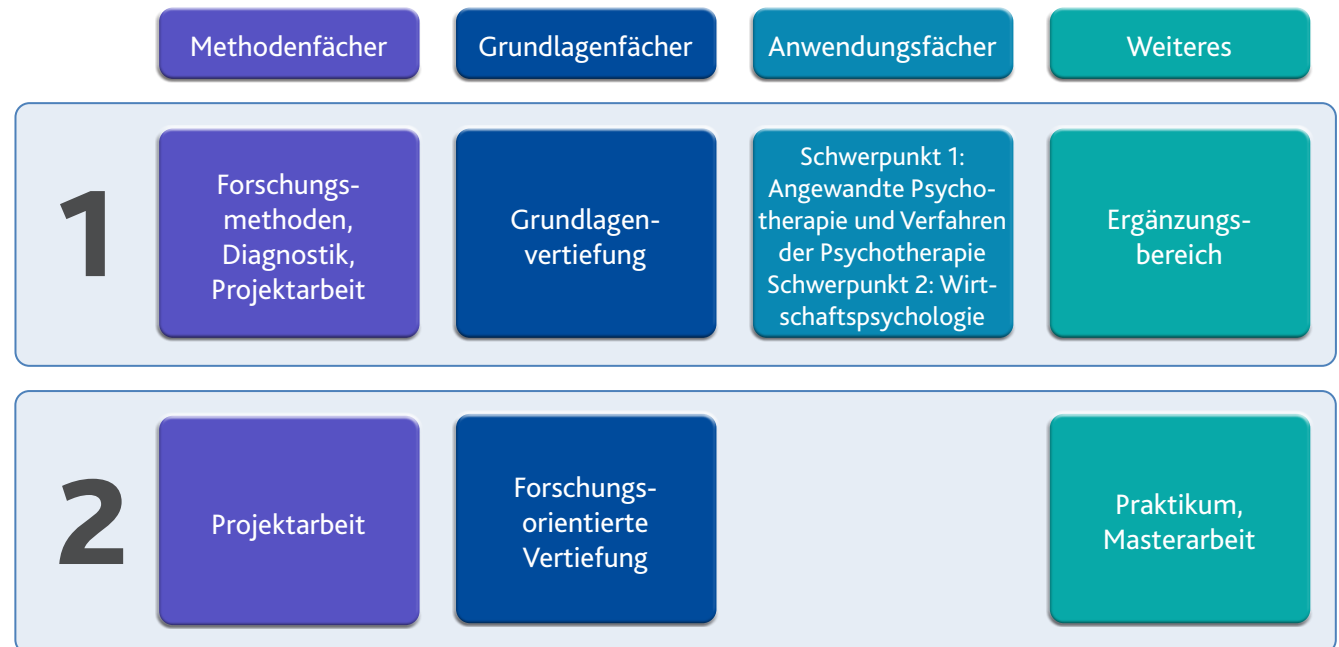 Methodenfächer
Grundlagenfächer
Anwendungsfächer
Weiteres
1
Forschungs-
methoden,
Diagnostik,
Projektarbeit
Grundlagen-
vertiefung
Schwerpunkt 1:
Angewandte Psycho-
therapie und Verfahren
der Psychotherapie
Schwerpunkt 2: Wirt-
schaftspsychologie
Ergänzungs-
bereich
2
Projektarbeit
Forschungs-
orientierte
Vertiefung
Praktikum,
Masterarbeit